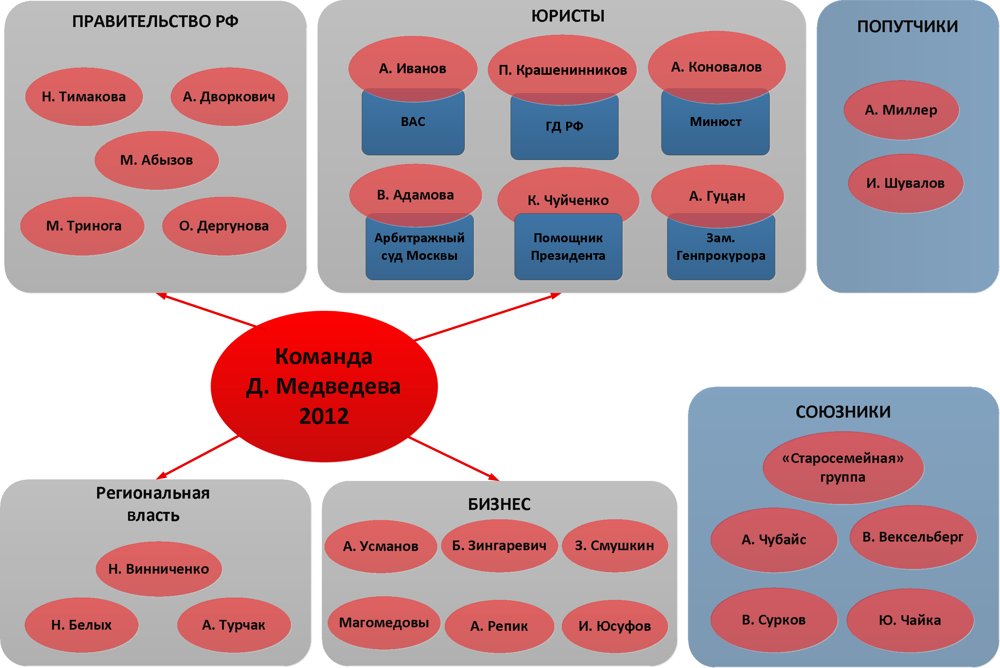 ПРАВИТЕЛЬСТВО РФ
Н. Тимакова
А. Дворкович
М. Абызов
М. Тринога
О. Дергунова
ЮРИСТЫ
А. Иванов
П. Крашенинников
А. Коновалов
ВАС
ГД РФ
Минюст
В. Адамова
К. Чуйченко
А. Гуцан
Арбитражный
суд Москвы
Помощник
Президента
Зам.
Генпрокурора
ПОПУТЧИКИ
А. Миллер
И. Шувалов
Команда
Д. Медведева
2012
Региональная
власть
Н. Винниченко
Н. Белых
А. Турчак
БИЗНЕС
А. Усманов
Б. Зингаревич
З. Смушкин
Магомедовы
А. Репик
И. Юсуфов
СОЮЗНИКИ
«Старосемейная»
группа
А. Чубайс
В. Вексельберг
В. Сурков
Ю. Чайка